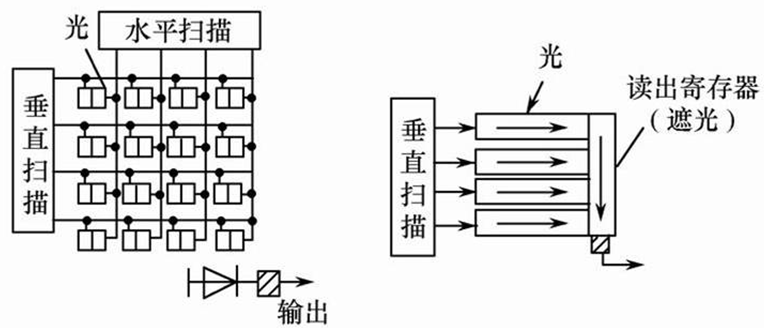 光
水平扫描
垂直扫描
输出
光
读出寄存器
(遮光)
垂直扫描